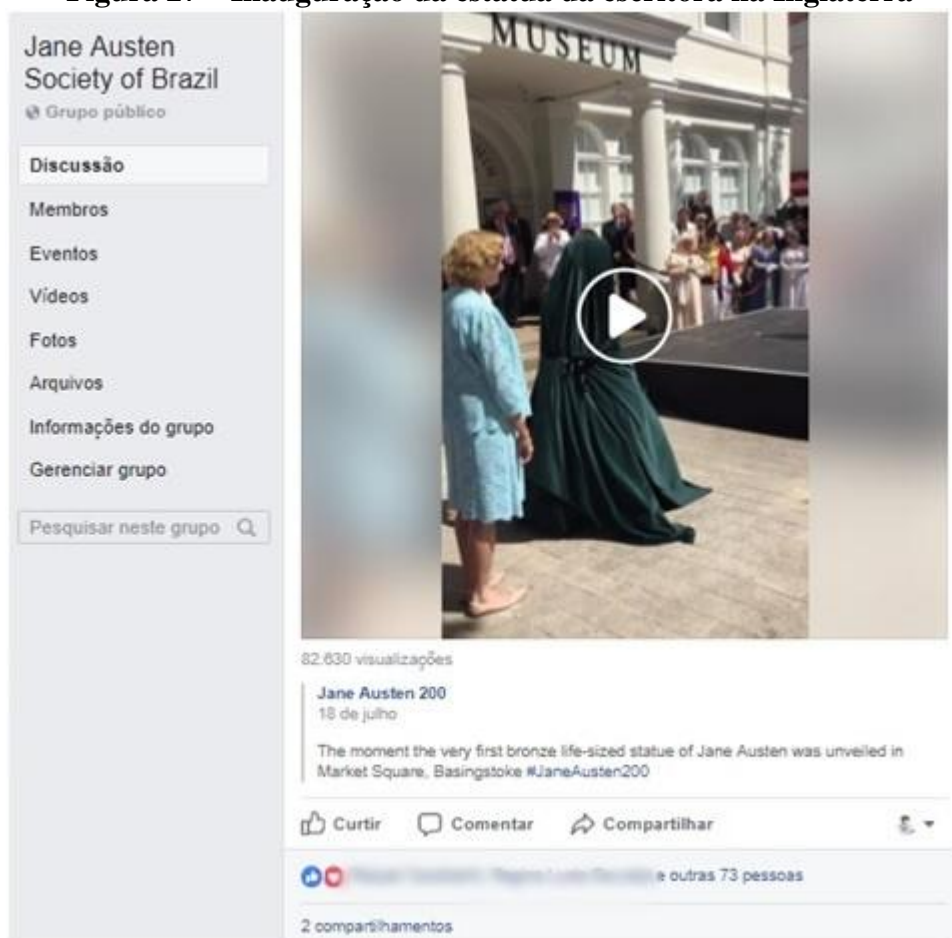 Jane Austen
Society of Brazil
Grupo público
Discussão
Membros
Eventos
Vídeos
Fotos
Arquivos
Informações do grupo
Gerenciar grupo
Pesquisar neste grupo
MUSEUM
82.630 visualizações
Jane Austen 200
18 de julho
The moment the very first bronze life-sized statue of Jane Austen was unveiled in
Market Square, Basingstoke #JaneAusten200
Curtir Comentar Compartilhar
e outras 73 pessoas
2 compartilhamentos